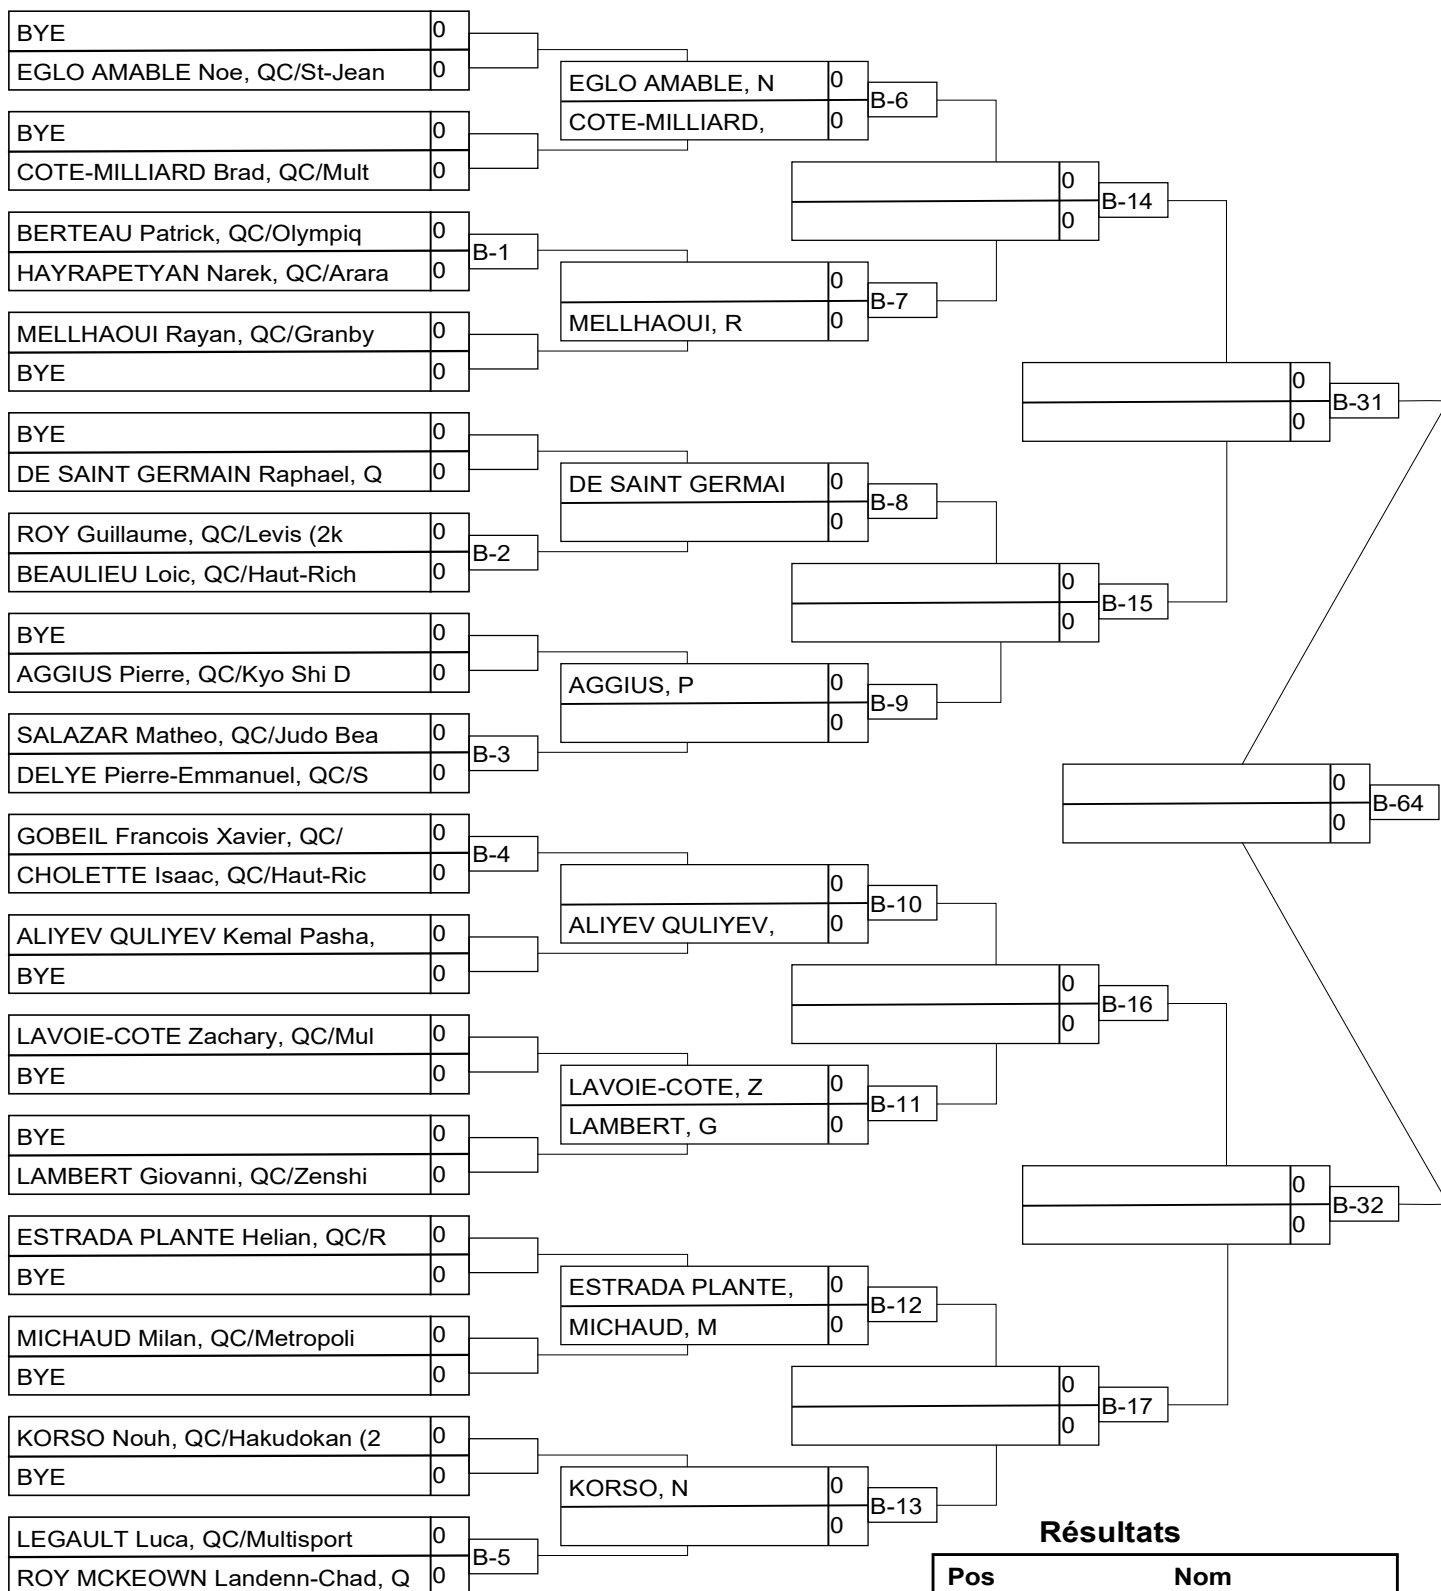 BYE 0
EGLO AMABLE Noe, QC/St-Jean 0
BYE 0
COTE-MILLIARD Brad, QC/Mult 0
BERTEAU Patrick, QC/Olympiq 0
HAYRAPETYAN Narek, QC/Arara 0
B-1
MELLHAOUI Rayan, QC/Granby 0
BYE 0
BYE 0
DE SAINT GERMAIN Raphael, Q 0
ROY Guillaume, QC/Levis (2k 0
BEAULIEU Loic, QC/Haut-Rich 0
B-2
BYE 0
AGGIUS Pierre, QC/Kyo Shi D 0
SALAZAR Matheo, QC/Judo Bea 0
DELYE Pierre-Emmanuel, QC/S 0
B-3
GOBEIL Francois Xavier, QC/ 0
CHOLETTE Isaac, QC/Haut-Ric 0
B-4
ALIYEV QULIYEV Kemal Pasha, 0
BYE 0
LAVOIE-COTE Zachary, QC/Mul 0
BYE 0
BYE 0
LAMBERT Giovanni, QC/Zenshi 0
ESTRADA PLANTE Helian, QC/R 0
BYE 0
MICHAUD Milan, QC/Metropoli 0
BYE 0
KORSO Nouh, QC/Hakudokan (2 0
BYE 0
LEGAULT Luca, QC/Multisport 0
ROY MCKEOWN Landenn-Chad, Q 0
B-5
EGLO AMABLE, N 0
COTE-MILLIARD, 0
B-6
0
MELLHAOUI, R 0
B-7
DE SAINT GERMAI 0
0
B-8
AGGIUS, P 0
0
B-9
0
ALIYEV QULIYEV, 0
B-10
LAVOIE-COTE, Z 0
LAMBERT, G 0
B-11
ESTRADA PLANTE, 0
MICHAUD, M 0
B-12
KORSO, N 0
0
B-13
0
0
B-14
0
0
B-15
0
0
B-16
0
0
B-17
0
0
B-31
0
0
B-32
0
0
B-64
Résultats
Pos Nom